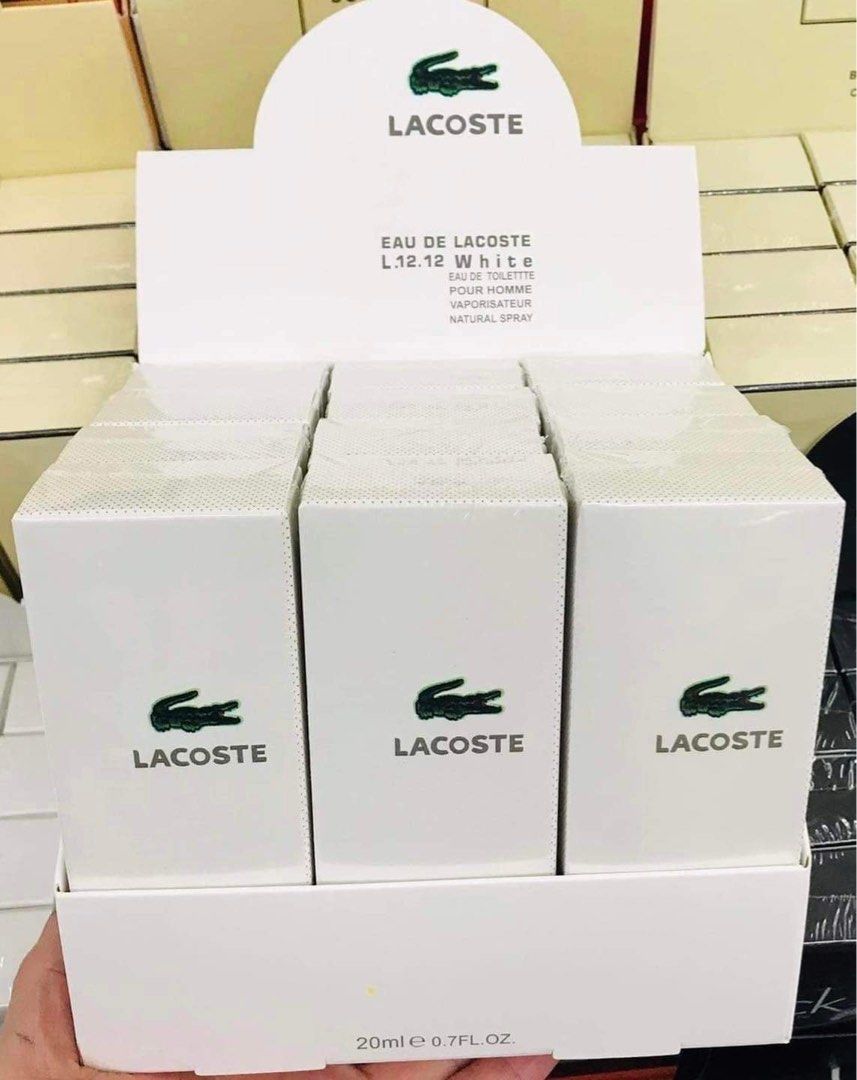 LACOSTE
EAU DE LACOSTE
L.12.12 White
EAU DE TOILETTTE
POUR HOMME
VAPORISATEUR
NATURAL SPRAY
LACOSTE
LACOSTE
LACOSTE
20ml e 0.7FL.OZ.